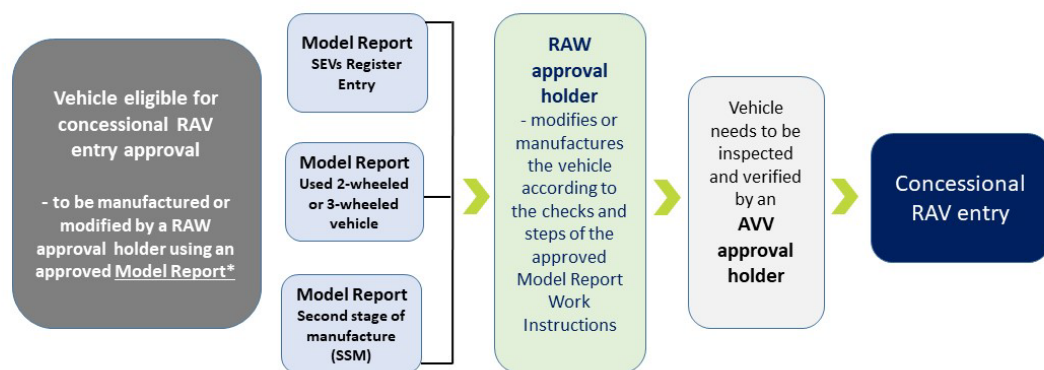 Vehicle eligible for
concessional RAV
entry approval
- to be manufactured or
modified by a RAW
approval holder using an
approved Model Report*
Model Report
SEVs Register
Entry
Model Report
Used 2-wheeled
or 3-wheeled
vehicle
Model Report
Second stage of
manufacture
(SSM)
RAW
approval
holder
- modifies or
manufactures
the vehicle
according to
the checks and
steps of the
approved
Model Report
Work
Instructions
Vehicle
needs to be
inspected
and verified
by an
AVV
approval
holder
Concessional
RAV entry